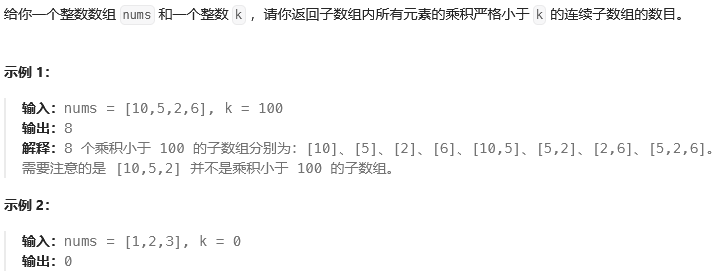 给你一个整数数组 nums 和一个整数 k ，请你返回子数组内所有元素的乘积严格小于 k 的连续子数组的数目。
示例 1：
输入：nums = [10,5,2,6], k = 100
输出：8
解释：8 个乘积小于 100 的子数组分别为：[10]、[5]、[2]、[6]、[10,5]、[5,2]、[2,6]、[5,2,6]。
需要注意的是 [10,5,2] 并不是乘积小于 100 的子数组。
示例 2：
输入：nums = [1,2,3], k = 0
输出：0